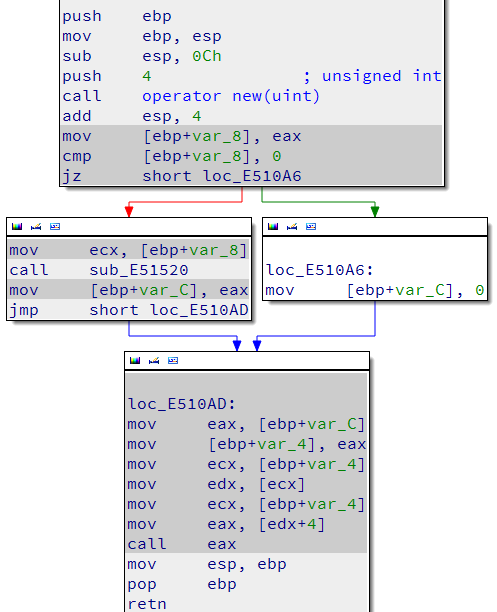 push ebp
mov ebp, esp
sub esp, 0Ch
push 4 ; unsigned int
call operator new(uint)
add esp, 4
mov [ebp+var_8], eax
cmp [ebp+var_8], 0
jz short loc_E510A6
mov ecx, [ebp+var_8]
call sub_E51520
mov [ebp+var_C], eax
jmp short loc_E510AD
loc_E510A6:
mov [ebp+var_C], 0
loc_E510AD:
mov eax, [ebp+var_C]
mov [ebp+var_4], eax
mov ecx, [ebp+var_4]
mov edx, [ecx]
mov ecx, [ebp+var_4]
mov eax, [edx+4]
call eax
mov esp, ebp
pop ebp
retn